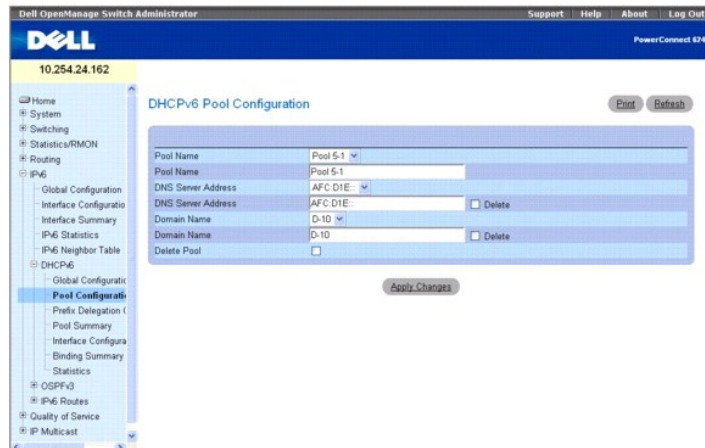 Dell OpenManage Switch Administrator Support Help About Log Out
DELL PowerConnect 624
10.254.24.162
Home
System
Switching
Statistics/RMON
Routing
IPv6
Global Configuration
Interface Configuratio
Interface Summary
IPv6 Statistics
IPv6 Neighbor Table
DHCPv6
Global Configuratic
Pool Configuratio
Prefix Delegation C
Pool Summary
Interface Configura
Binding Summary
Statistics
OSPFv3
IPv6 Routes
Quality of Service
IP Multicast
DHCPv6 Pool Configuration
Print Refresh
Pool Name Pool 5-1
Pool Name Pool 5-1
DNS Server Address AFC:D1E::
DNS Server Address AFC:D1E:: Delete
Domain Name D-10
Domain Name D-10 Delete
Delete Pool
Apply Changes